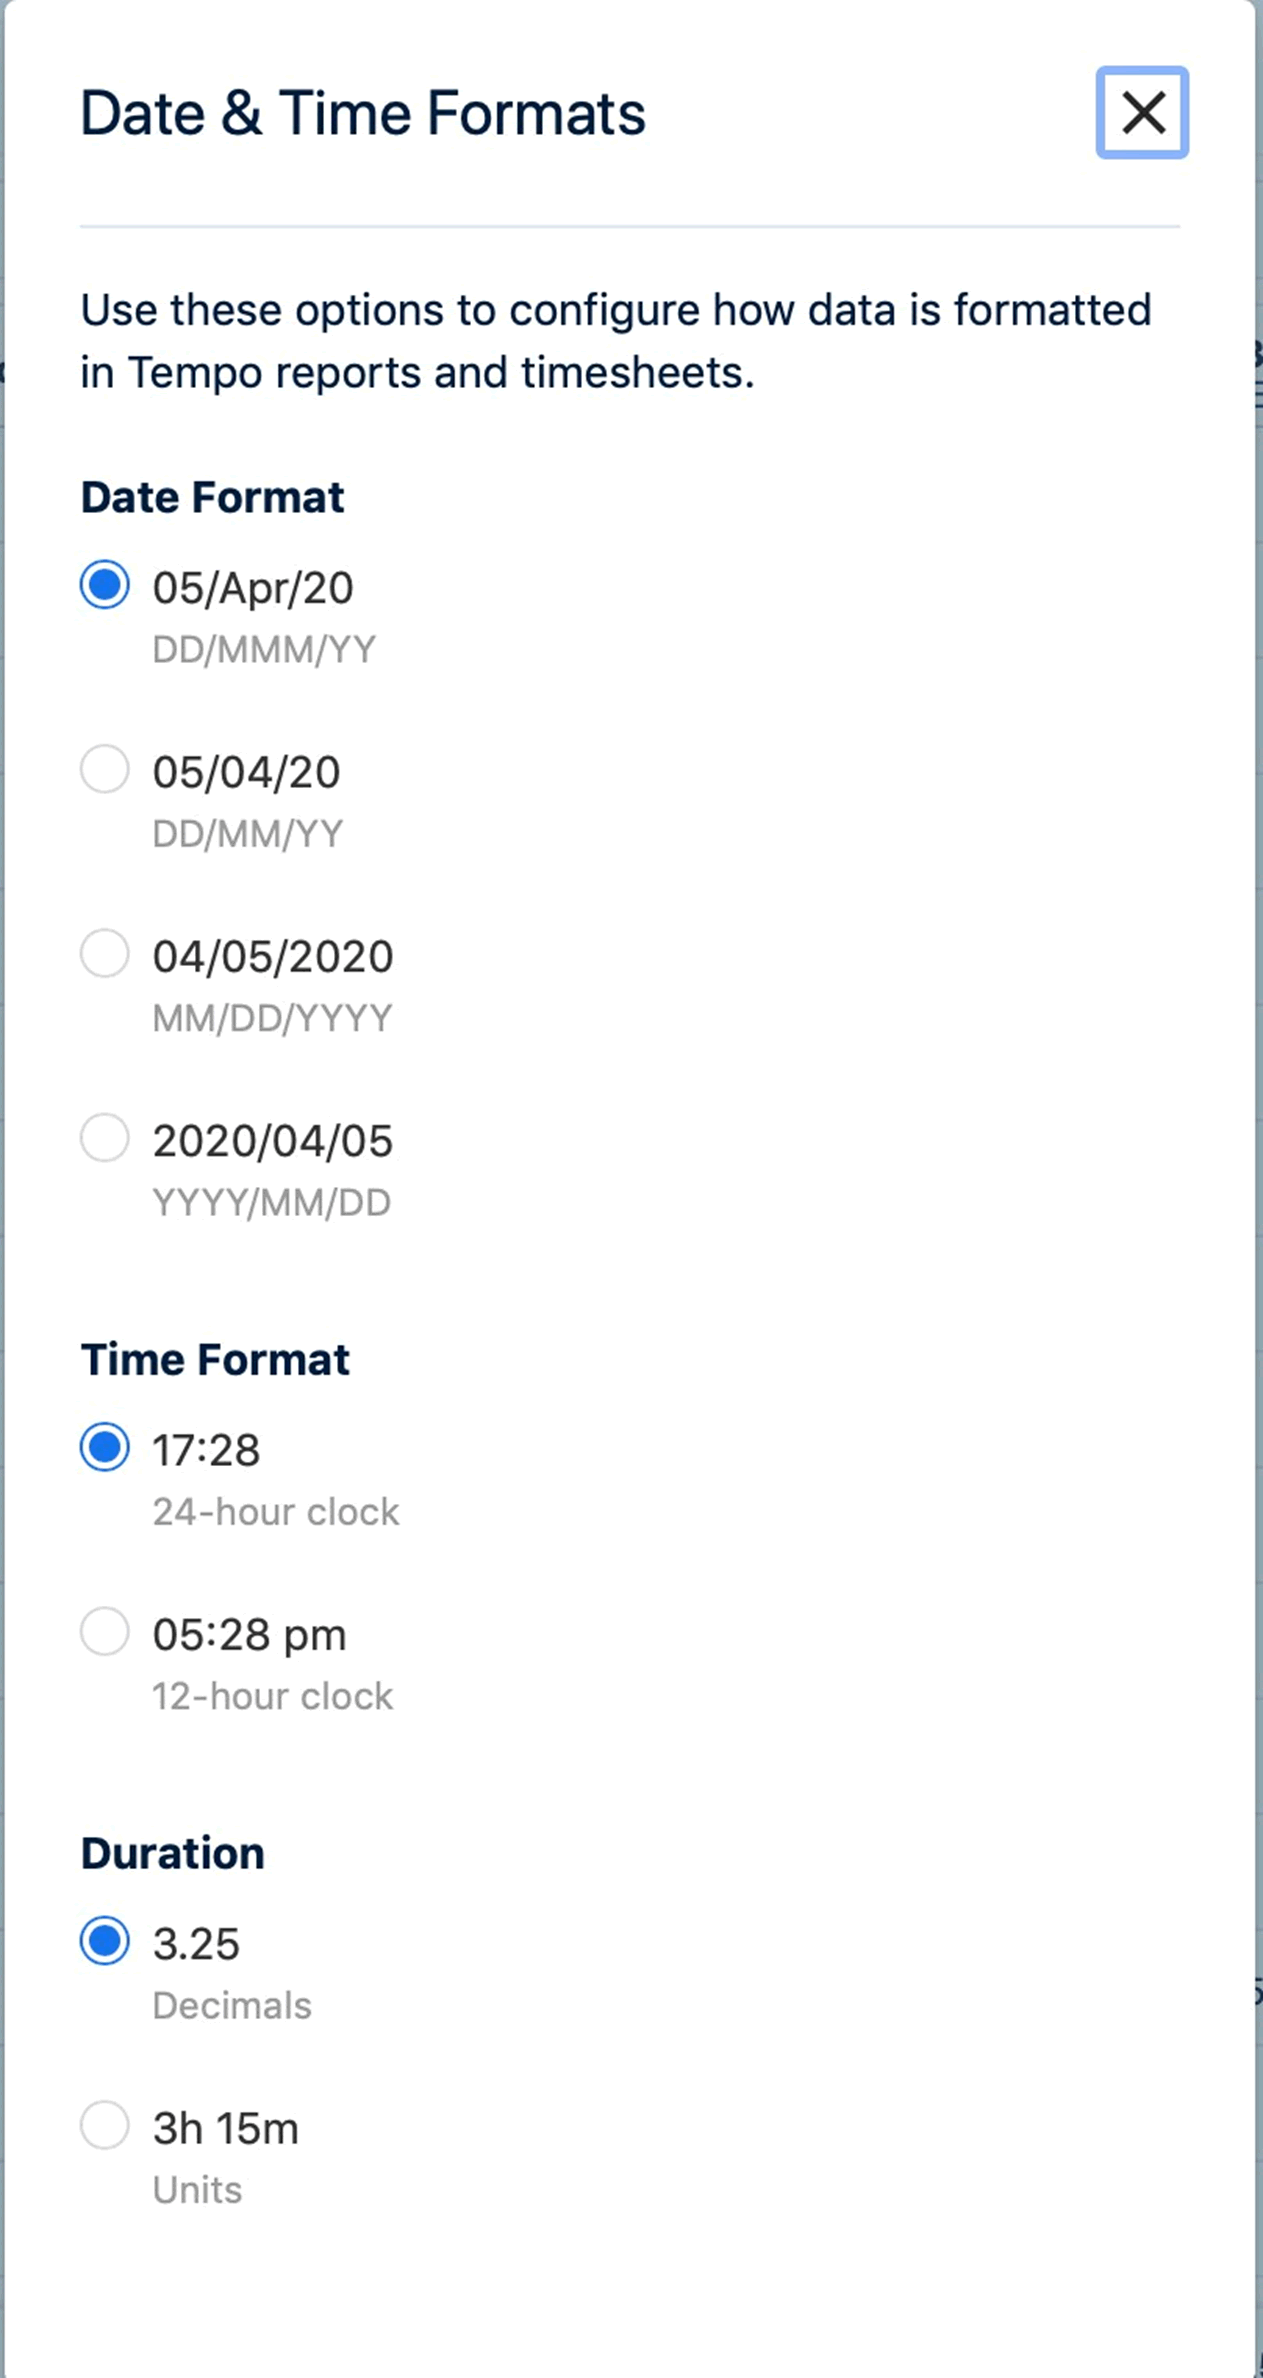 Date & Time Formats
Use these options to configure how data is formatted
in Tempo reports and timesheets.
Date Format
05/Apr/20
DD/MMM/YY
05/04/20
DD/MM/YY
04/05/2020
MM/DD/YYYY
2020/04/05
YYYY/MM/DD
Time Format
17:28
24-hour clock
05:28 pm
12-hour clock
Duration
3.25
Decimals
3h 15m
Units